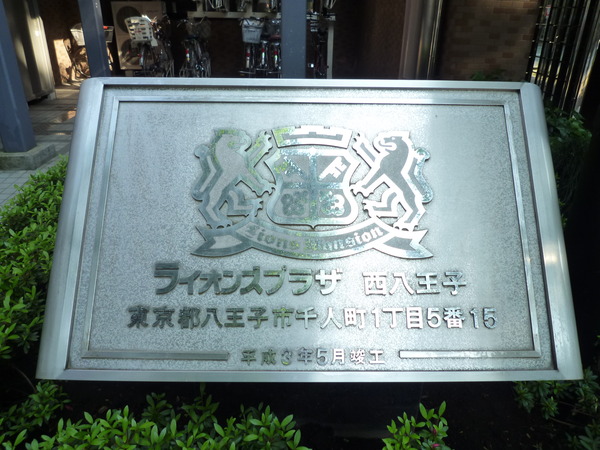 Lions Mansion
ライオンズプラザ 西八王子
東京都八王子市千人町1丁目5番15
平成3年5月竣工